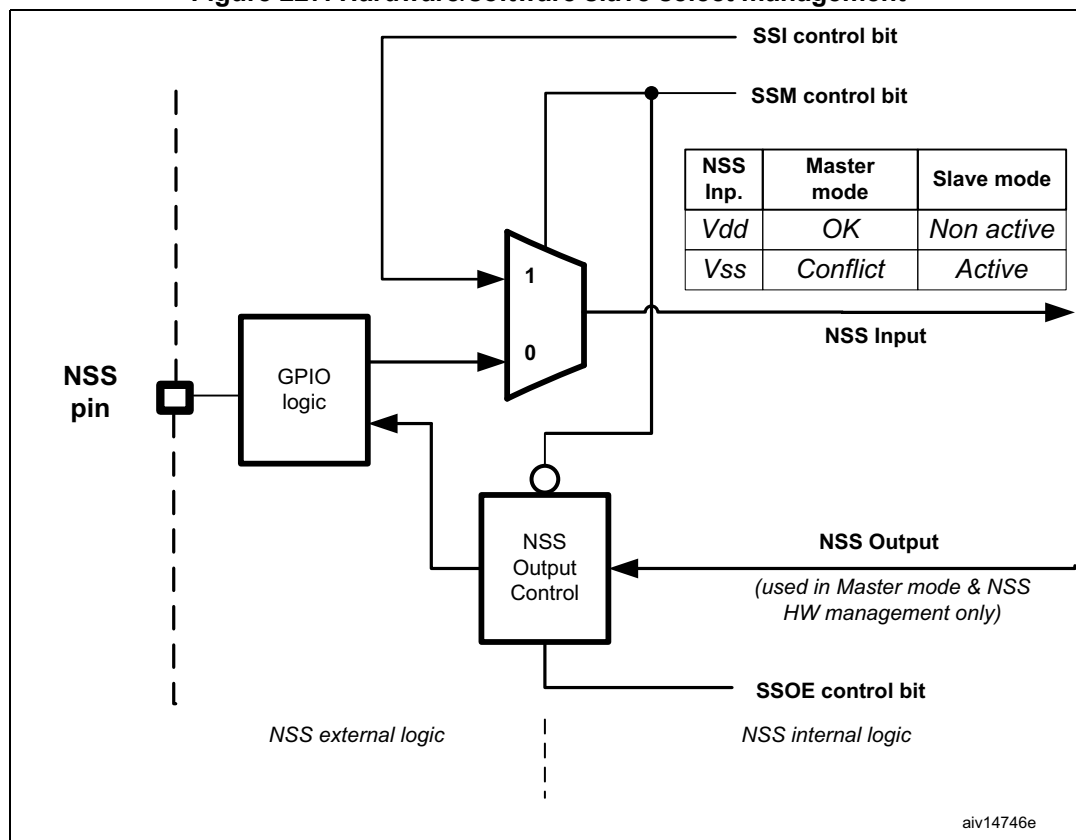 SSI control bit
SSM control bit
NSS Inp.
Master mode
Slave mode
Vdd
OK
Non active
Vss
Conflict
Active
1
0
NSS Input
NSS
pin
GPIO
logic
NSS
Output
Control
NSS Output
(used in Master mode & NSS
HW management only)
SSOE control bit
NSS external logic
NSS internal logic
aiv14746e